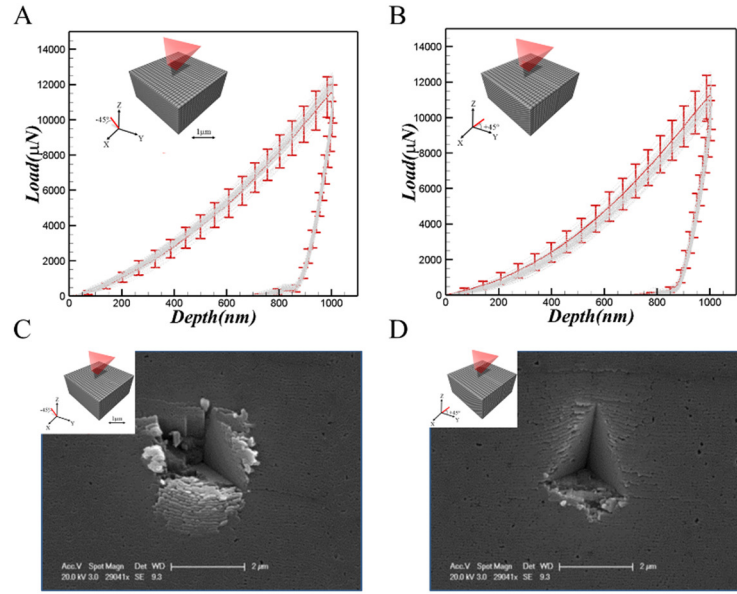 A
B
14000
12000
10000
8000
6000
4000
2000
0
Load(μN)
-45°
Z
X
Y
1μm
0
200
400
600
800
1000
Depth(nm)
14000
12000
10000
8000
6000
4000
2000
0
Load(μN)
+45°
Z
X
Y
0
200
400
600
800
1000
Depth(nm)
C
D
-45°
Z
X
Y
1μm
Acc.V Spot Magn Det WD
20.0 kV 3.0 29041x SE 9.3
2 μm
+45°
Z
X
Y
Acc.V Spot Magn Det WD
20.0 kV 3.0 29041x SE 9.3
2 μm